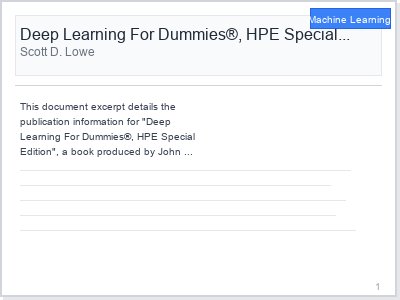 Machine Learning
Deep Learning For Dummies®, HPE Special...
Scott D. Lowe
This document excerpt details the
publication information for "Deep
Learning For Dummies®, HPE Special
Edition", a book produced by John ...
1